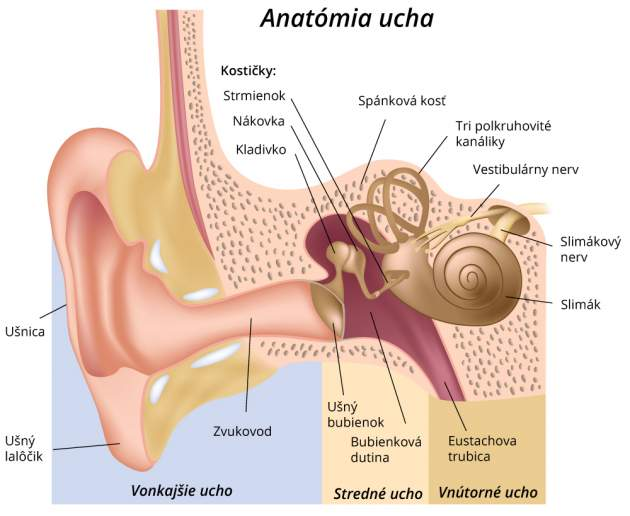 Anatómia ucha
Kostičky:
Strmienok
Nákovka
Kladivko
Spánková kosť
Tri polkruhovité
kanáliky
Vestibulárny nerv
Slimákový
nerv
Slimák
Ušnica
Ušný
lalôčik
Zvukovod
Ušný
bubienok
Bubienková
dutina
Eustachova
trubica
Vonkajšie ucho
Stredné ucho
Vnútorné ucho